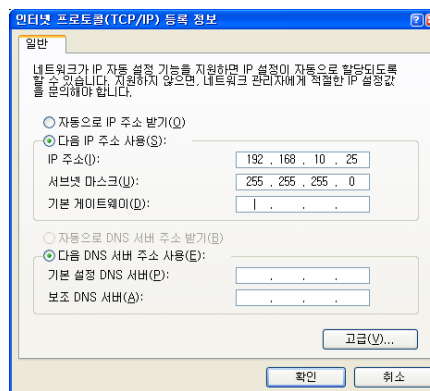 인터넷 프로토콜(TCP/IP) 등록 정보
일반
네트워크가 IP 자동 설정 기능을 지원하면 IP 설정이 자동으로 할당되도록
할 수 있습니다. 지원하지 않으면, 네트워크 관리자에게 적절한 IP 설정값
을 문의해야 합니다.
자동으로 IP 주소 받기(O)
다음 IP 주소 사용(S):
IP 주소(I): 192 . 168 . 10 . 25
서브넷 마스크(U): 255 . 255 . 255 . 0
기본 게이트웨이(D): . . .
자동으로 DNS 서버 주소 받기(B)
다음 DNS 서버 주소 사용(E):
기본 설정 DNS 서버(P): . . .
보조 DNS 서버(A): . . .
고급(V)...
확인 취소